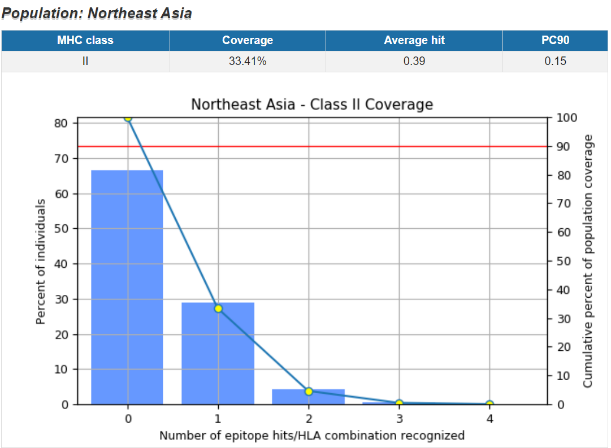 Population: Northeast Asia
MHC class Coverage Average hit PC90
II 33.41% 0.39 0.15
Northeast Asia - Class II Coverage
80
70
60
50
40
30
20
10
0
Percent of individuals
100
90
80
70
60
50
40
30
20
10
0
Cumulative percent of population coverage
0 1 2 3 4
Number of epitope hits/HLA combination recognized